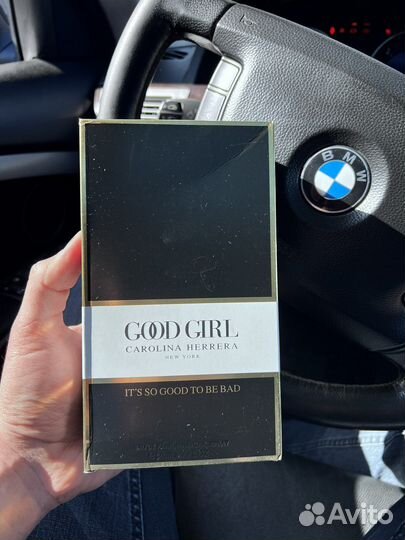 BMW
GOOD GIRL
CAROLINA HERRERA
NEW YORK
IT'S SO GOOD TO BE BAD
Avito